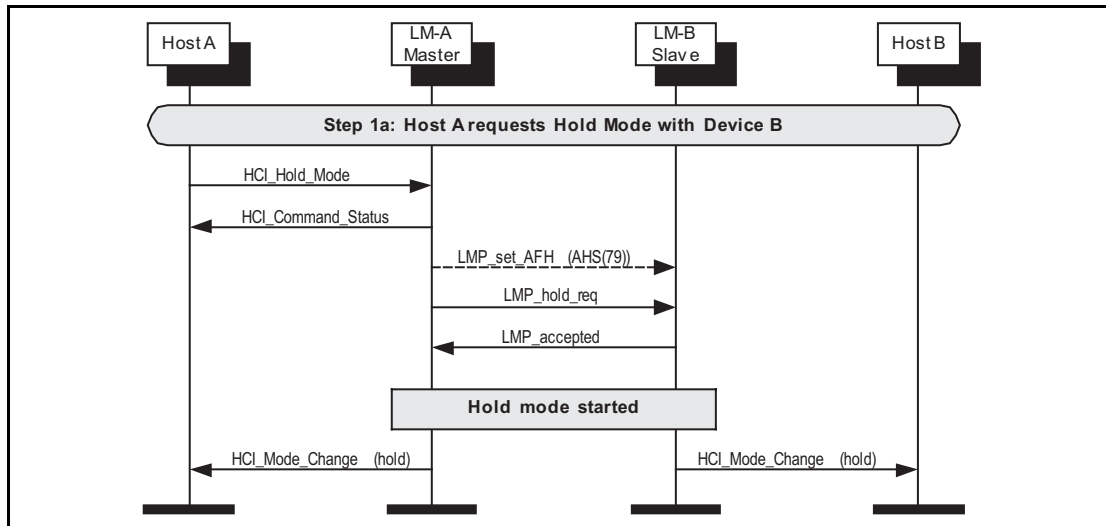 Host A
LM-A
Master
LM-B
Slave
Host B
Step 1a: Host A requests Hold Mode with Device B
HCI_Hold_Mode
HCI_Command_Status
LMP_set_AFH (AHS(79))
LMP_hold_req
LMP_accepted
Hold mode started
HCI_Mode_Change (hold)
HCI_Mode_Change (hold)